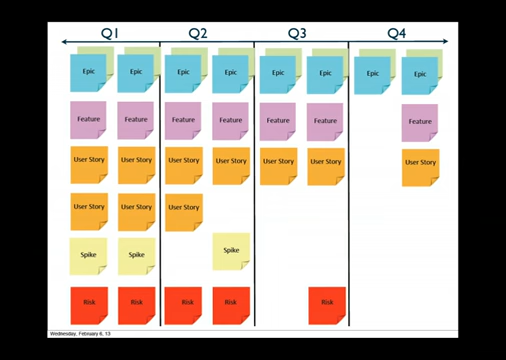 Q1 Q2 Q3 Q4
Epic Epic Epic Epic Epic Epic Epic Epic
Feature Feature Feature Feature Feature Feature Feature
User Story User Story User Story User Story User Story User Story User Story
User Story User Story User Story
Spike Spike Spike
Risk Risk Risk Risk Risk
Wednesday, February 6, 13